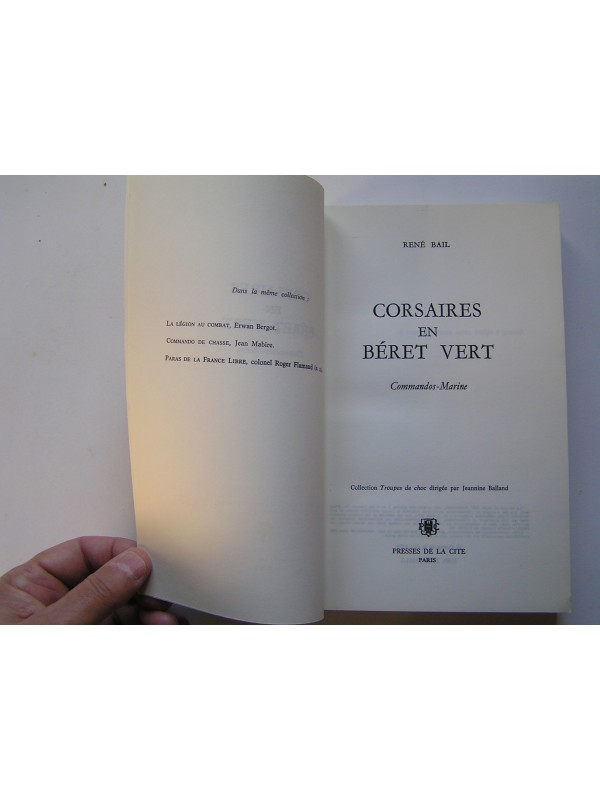 Dans la même collection :
LA LÉGION AU COMBAT, Erwan Bergot.
COMMANDO DE CHASSE, Jean Mabire.
PARAS DE LA FRANCE LIBRE, colonel Roger Flamand
RENÉ BAIL
CORSAIRES
EN
BÉRET VERT
Commandos-Marine
Collection Troupes de choc dirigée par Jeannine Balland
PRESSES DE LA CITE
PARIS